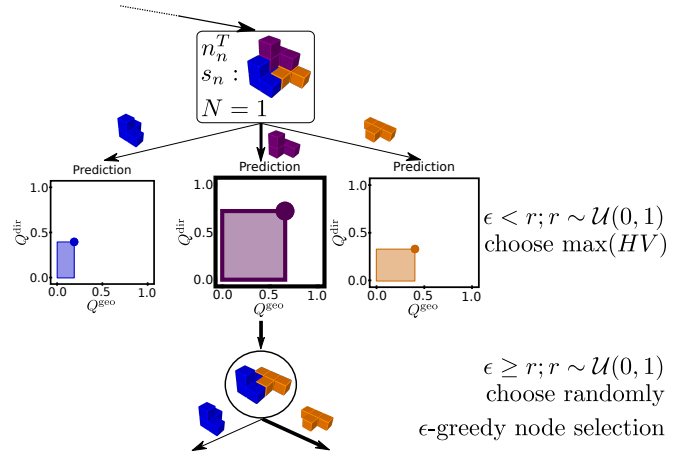 n_n^T
s_n :
N = 1
Prediction
1.0
Q^dir
0.5
0.0
0.0 0.5 1.0
Q^geo
Prediction
1.0
Q^dir
0.5
0.0
0.0 0.5 1.0
Q^geo
Prediction
1.0
Q^dir
0.5
0.0
0.0 0.5 1.0
Q^geo
ϵ < r; r ∼ 𝒰(0, 1)
choose max(HV)
ϵ ≥ r; r ∼ 𝒰(0, 1)
choose randomly
ϵ-greedy node selection